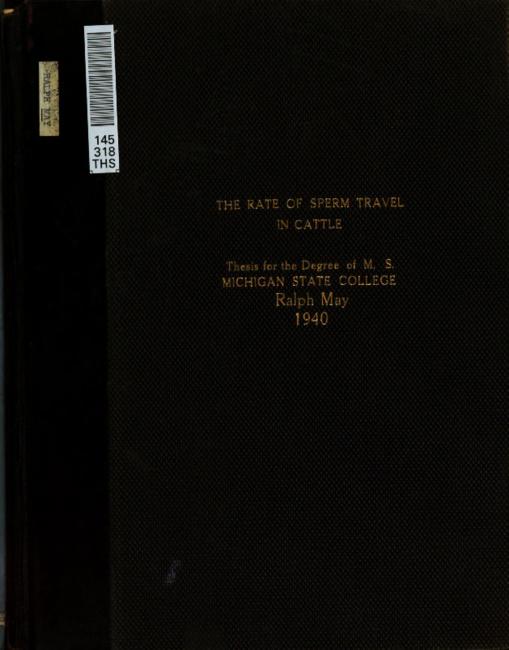 RALPH MAY
145
318
THS
THE RATE OF SPERM TRAVEL
IN CATTLE
Thesis for the Degree of M. S.
MICHIGAN STATE COLLEGE
Ralph May
1940